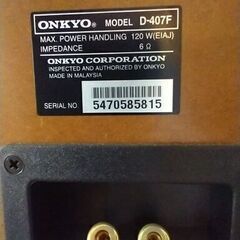 ONKYO® MODEL D-407F
MAX. POWER HANDLING 120 W(EIAJ)
IMPEDANCE 6 Ω
ONKYO CORPORATION
INSPECTED AND AUTHORIZED BY ONKYO
MADE IN MALAYSIA
SERIAL NO 5470585815